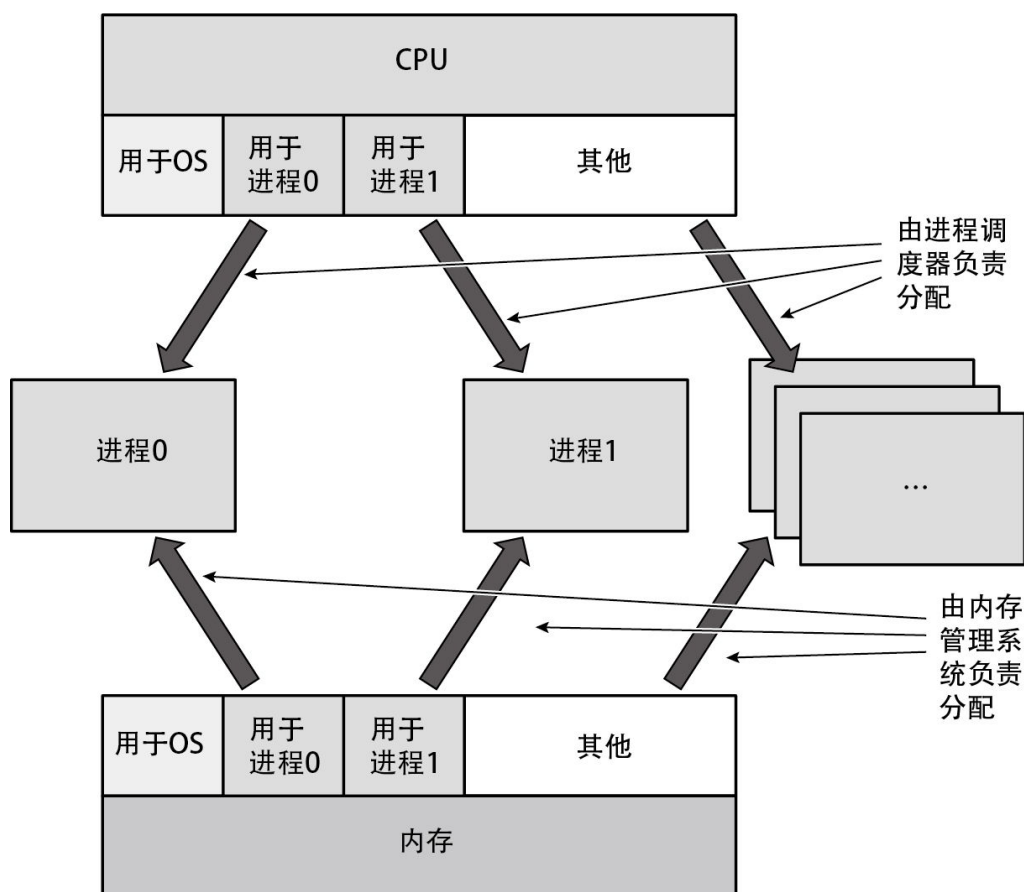 CPU
用于OS
用于
进程0
用于
进程1
其他
由进程调
度器负责
分配
进程0
进程1
...
由内存
管理系
统负责
分配
用于OS
用于
进程0
用于
进程1
其他
内存